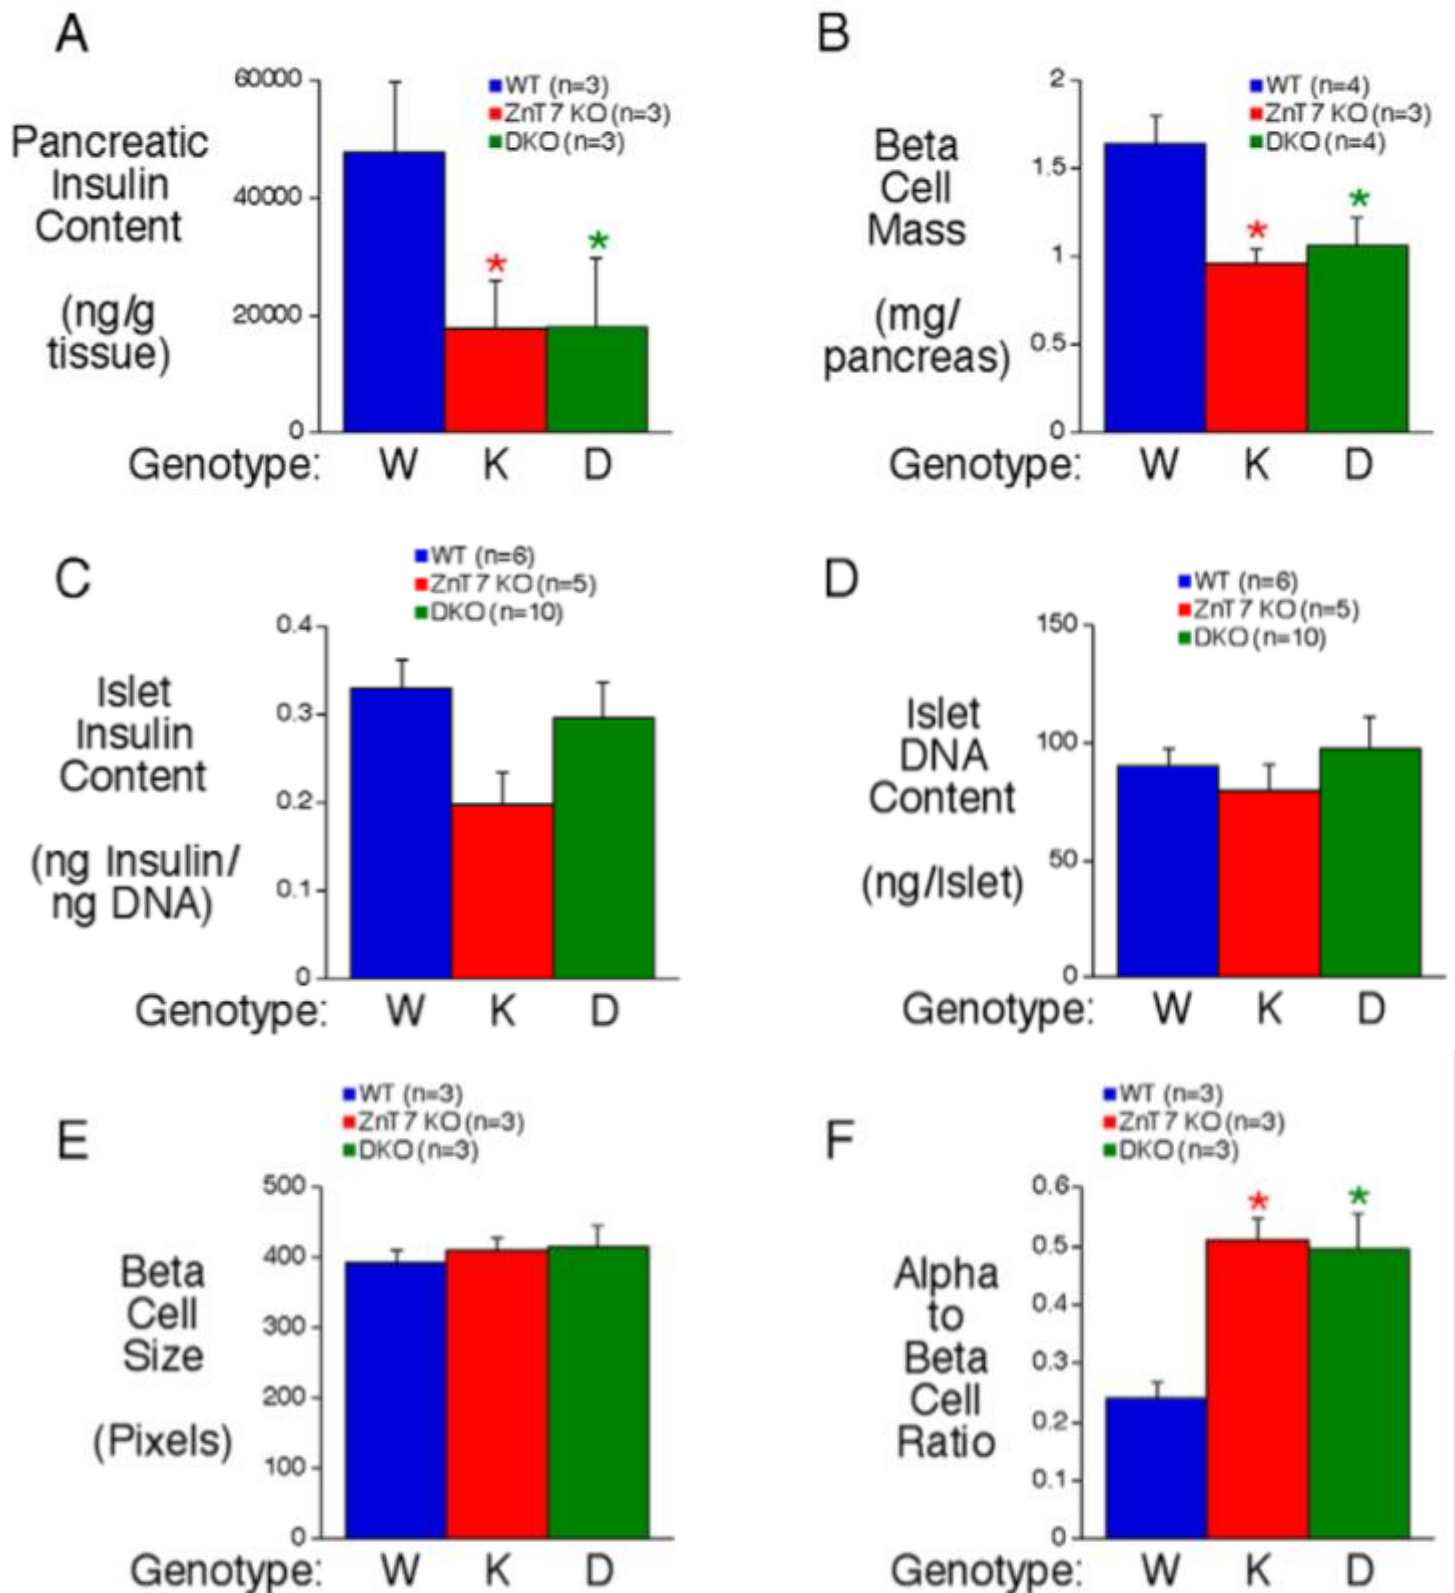 A
60000
40000
20000
0
Pancreatic
Insulin
Content
(ng/g
tissue)
WT (n=3)
ZnT7 KO (n=3)
DKO (n=3)
*
*
Genotype: W K D
B
2
1.5
1
0.5
0
Beta
Cell
Mass
(mg/
pancreas)
WT (n=4)
ZnT7 KO (n=3)
DKO (n=4)
*
*
Genotype: W K D
C
WT (n=6)
ZnT7 KO (n=5)
DKO (n=10)
0.4
0.3
0.2
0.1
0
Islet
Insulin
Content
(ng Insulin/
ng DNA)
Genotype: W K D
D
WT (n=6)
ZnT7 KO (n=5)
DKO (n=10)
150
100
50
0
Islet
DNA
Content
(ng/Islet)
Genotype: W K D
E
WT (n=3)
ZnT7 KO (n=3)
DKO (n=3)
500
400
300
200
100
0
Beta
Cell
Size
(Pixels)
Genotype: W K D
F
WT (n=3)
ZnT7 KO (n=3)
DKO (n=3)
0.6
0.5
0.4
0.3
0.2
0.1
0
Alpha
to
Beta
Cell
Ratio
*
*
Genotype: W K D